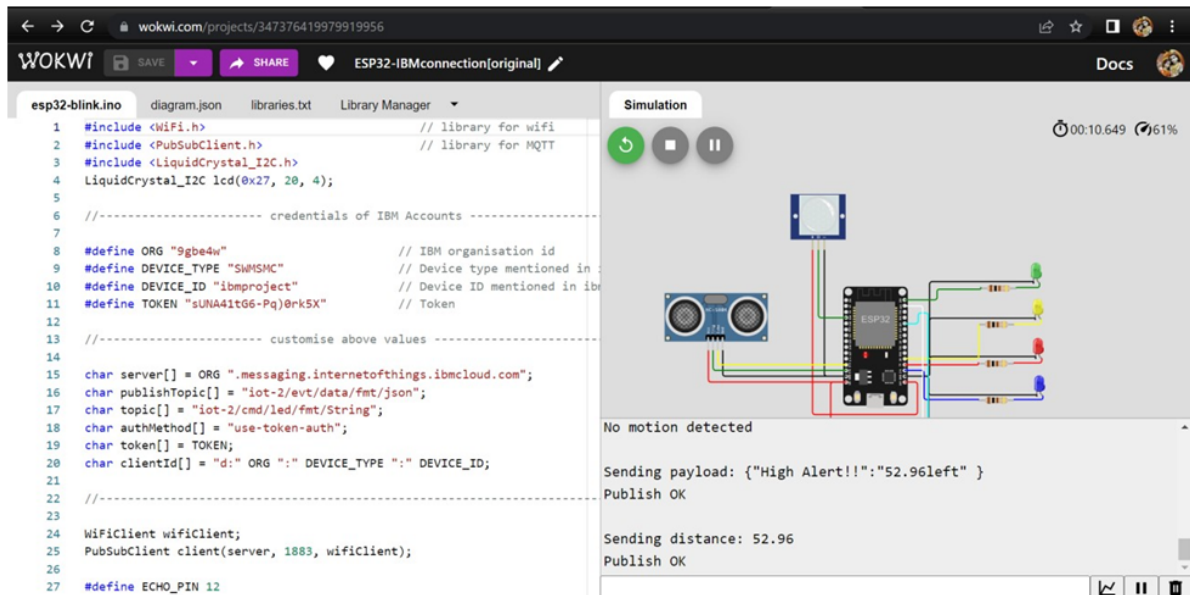 wokwi.com/projects/347376419979919956
WOKWI SAVE SHARE ESP32-IBMconnection[original] Docs
esp32-blink.ino diagram.json libraries.txt Library Manager
1 #include <WiFi.h> // library for wifi
2 #include <PubSubClient.h> // library for MQTT
3 #include <LiquidCrystal_I2C.h>
4 LiquidCrystal_I2C lcd(0x27, 20, 4);
5
6 //---------------------- credentials of IBM Accounts ------------------
7
8 #define ORG "9gbe4w" // IBM organisation id
9 #define DEVICE_TYPE "SWMSMC" // Device type mentioned in
10 #define DEVICE_ID "ibmproject" // Device ID mentioned in ibm
11 #define TOKEN "sUNA41tG6-Pq)0rk5X" // Token
12
13 //---------------------- customise above values -----------------------
14
15 char server[] = ORG ".messaging.internetofthings.ibmcloud.com";
16 char publishTopic[] = "iot-2/evt/data/fmt/json";
17 char topic[] = "iot-2/cmd/led/fmt/String";
18 char authMethod[] = "use-token-auth";
19 char token[] = TOKEN;
20 char clientId[] = "d:" ORG ":" DEVICE_TYPE ":" DEVICE_ID;
21
22 //-------------------------------------------------------------------
23
24 WiFiClient wifiClient;
25 PubSubClient client(server, 1883, wifiClient);
26
27 #define ECHO_PIN 12
Simulation
00:10.649 61%
ESP32
No motion detected
Sending payload: {"High Alert!!":"52.96left" }
Publish OK
Sending distance: 52.96
Publish OK